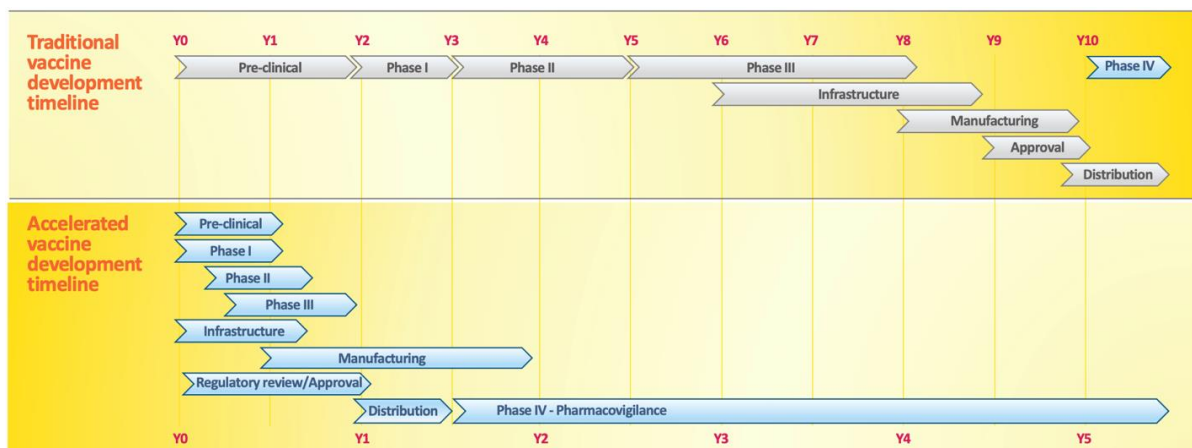 Traditional
vaccine
development
timeline
Y0 Y1 Y2 Y3 Y4 Y5 Y6 Y7 Y8 Y9 Y10
Pre-clinical Phase I Phase II Phase III Phase IV
Infrastructure
Manufacturing
Approval
Distribution
Accelerated
vaccine
development
timeline
Pre-clinical
Phase I
Phase II
Phase III
Infrastructure
Manufacturing
Regulatory review/Approval
Distribution Phase IV - Pharmacovigilance
Y0 Y1 Y2 Y3 Y4 Y5